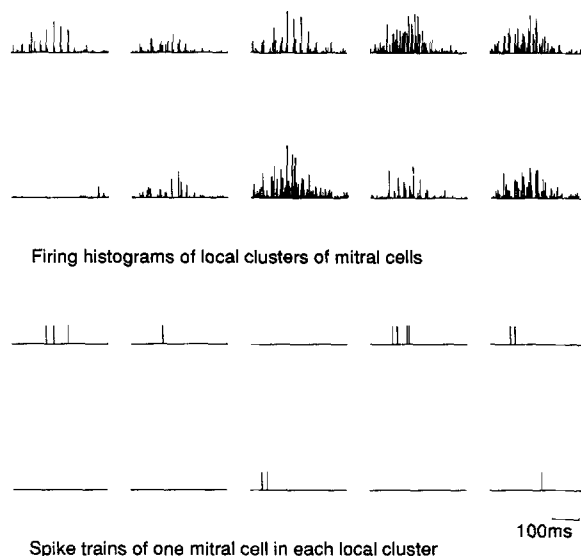 Firing histograms of local clusters of mitral cells
100ms
Spike trains of one mitral cell in each local cluster